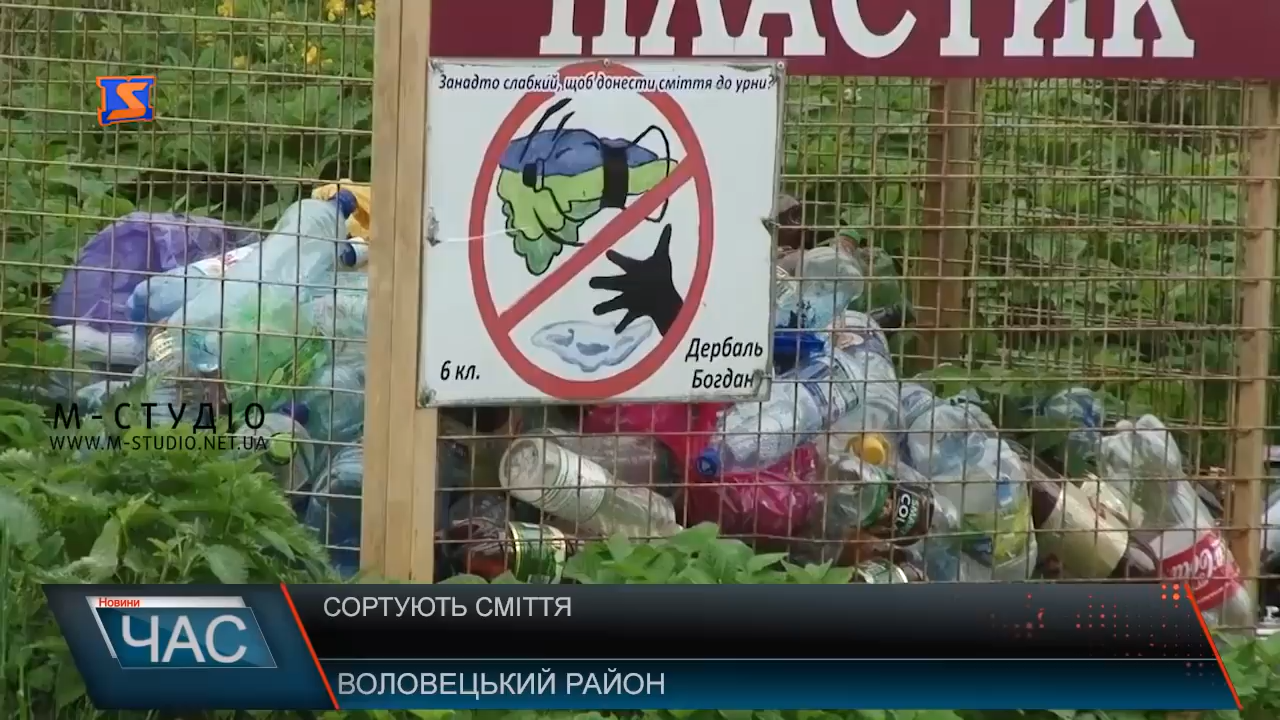 ПЛАСТИК
Занадто слабкий, щоб донести сміття до урни?
6 кл.
Дербаль
Богдан
S
М-СТУДІО
WWW.M-STUDIO.NET.UA
Новини
ЧАС
СОРТУЮТЬ СМІТТЯ
ВОЛОВЕЦЬКИЙ РАЙОН